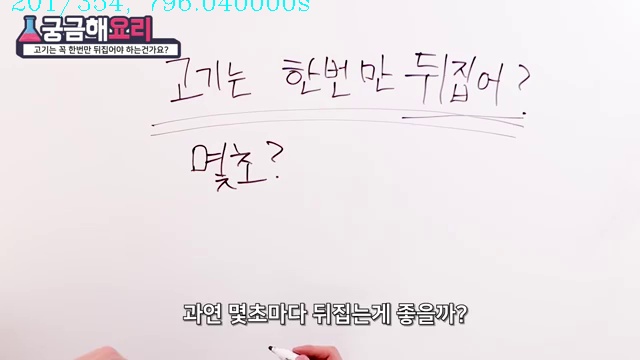 201/354, 796.040000s
궁금해요리
고기는 꼭 한번만 뒤집어야 하는건가요?
고기는 한번만 뒤집어?
몇초?
과연 몇초마다 뒤집는게 좋을까?